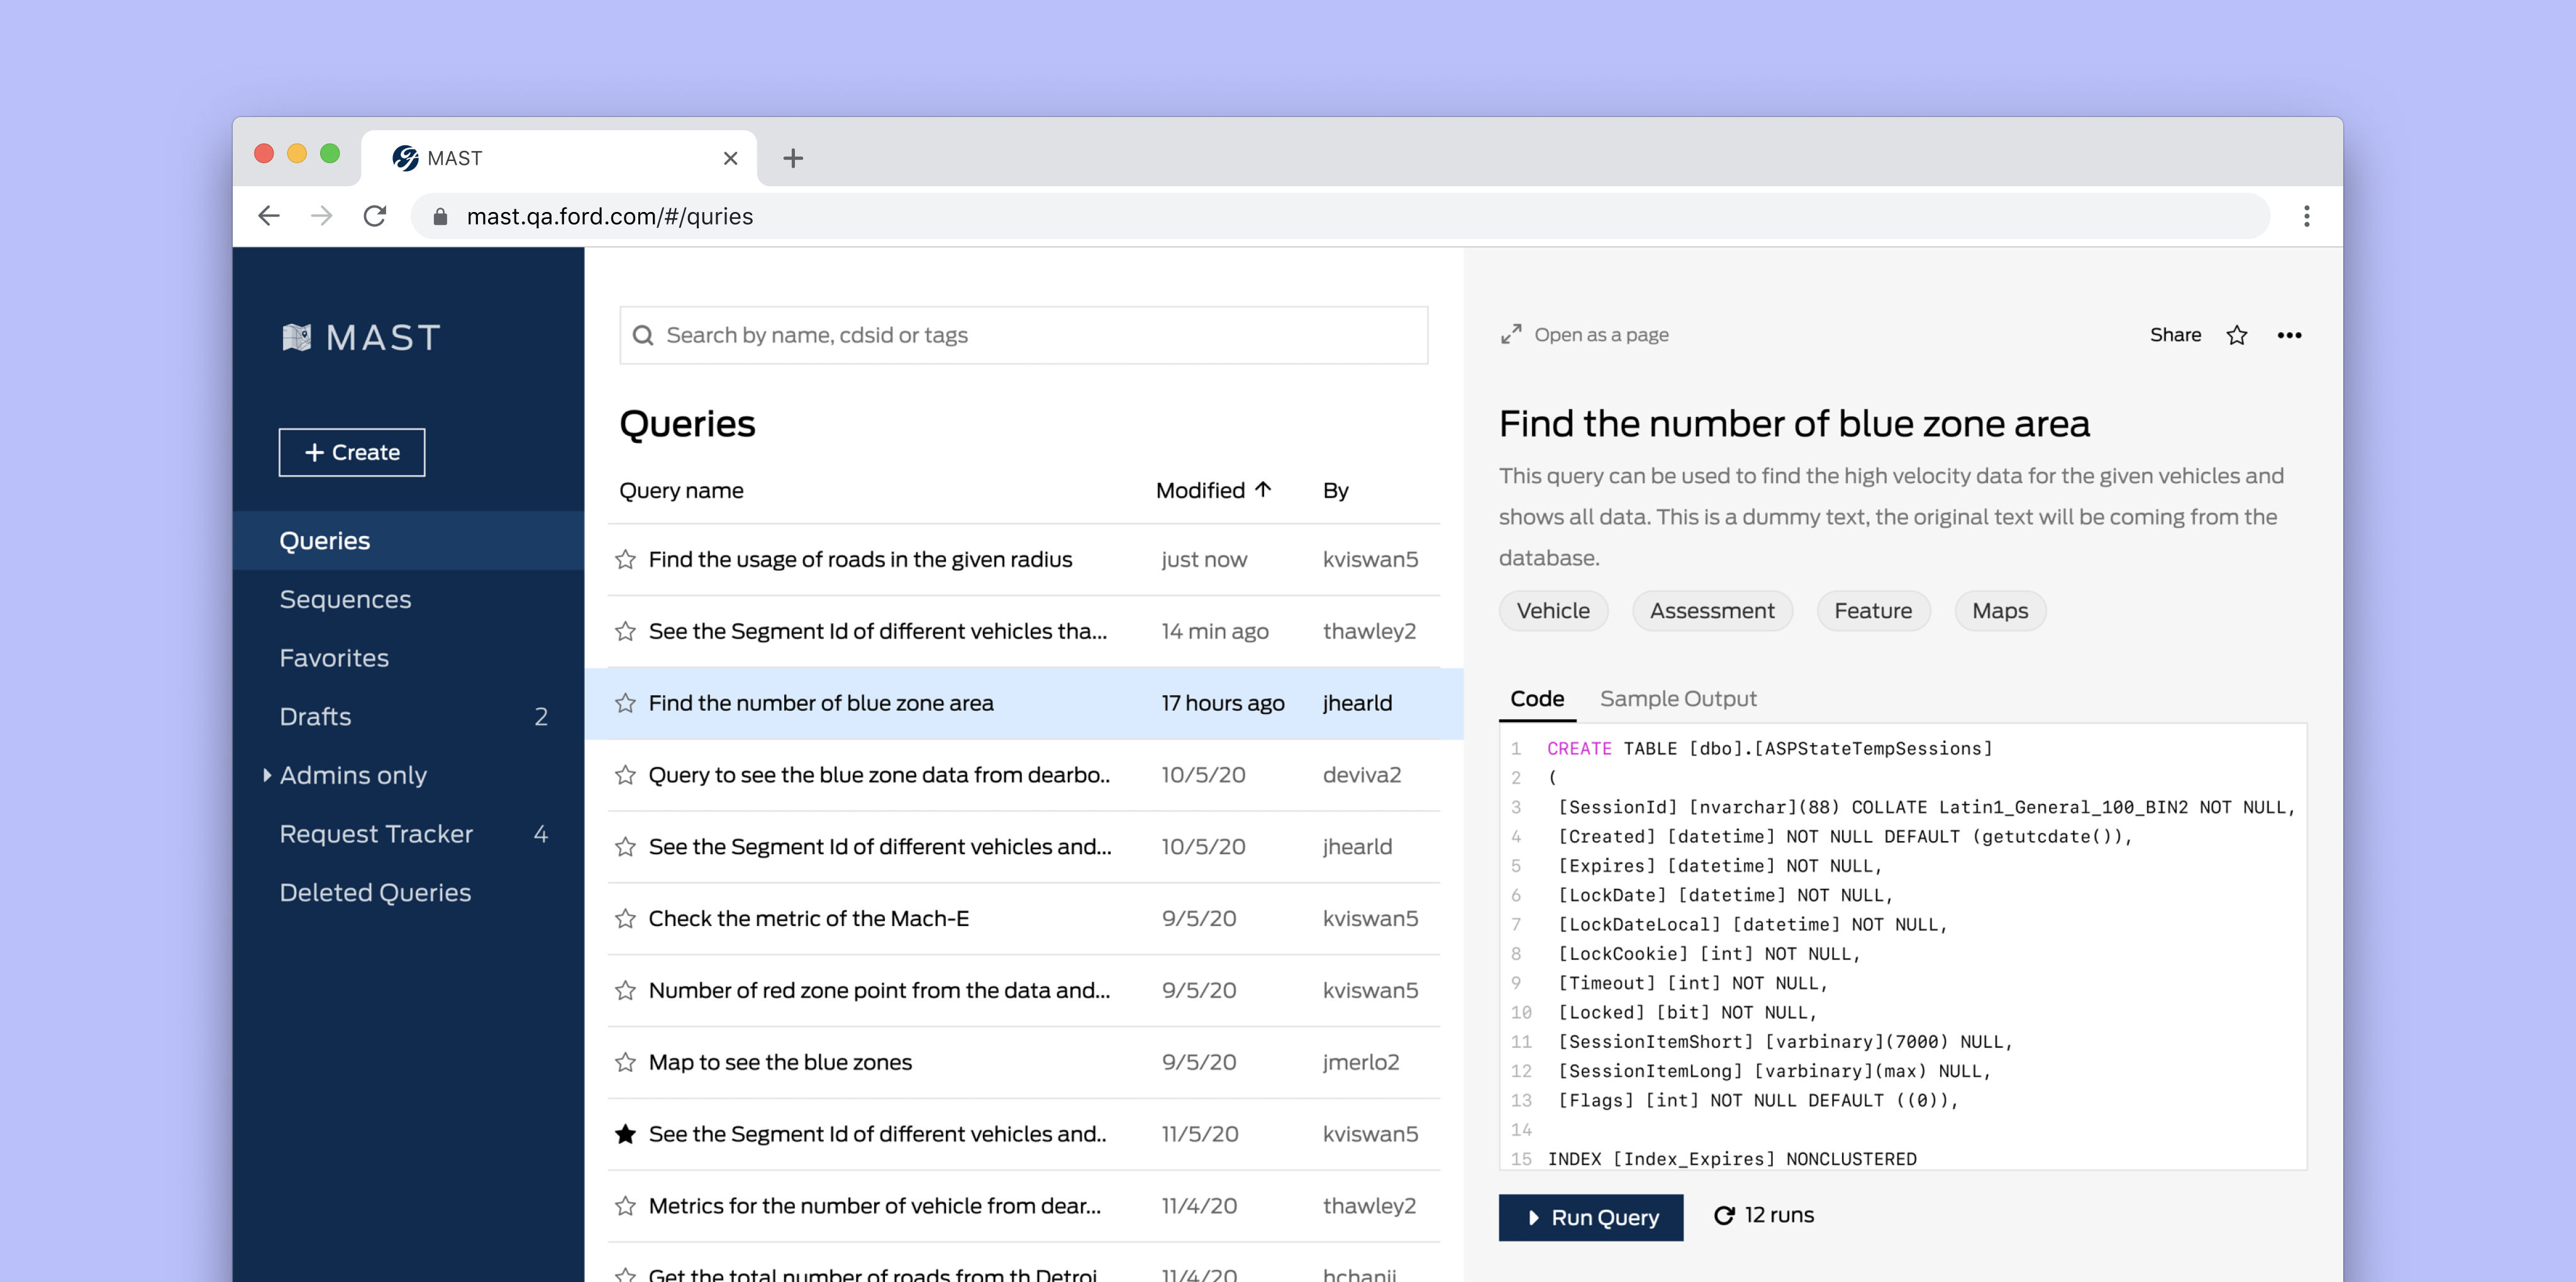 MAST
mast.qa.ford.com/#/quries
MAST
+ Create
Queries
Sequences
Favorites
Drafts 2
Admins only
Request Tracker 4
Deleted Queries
Search by name, cdsid or tags
Queries
Query name Modified ↑ By
Find the usage of roads in the given radius just now kviswan5
See the Segment Id of different vehicles tha... 14 min ago thawley2
Find the number of blue zone area 17 hours ago jhearld
Query to see the blue zone data from dearbo.. 10/5/20 deviva2
See the Segment Id of different vehicles and... 10/5/20 jhearld
Check the metric of the Mach-E 9/5/20 kviswan5
Number of red zone point from the data and... 9/5/20 kviswan5
Map to see the blue zones 9/5/20 jmerlo2
See the Segment Id of different vehicles and.. 11/5/20 kviswan5
Metrics for the number of vehicle from dear... 11/4/20 thawley2
Get the total number of roads from th Detroi 11/4/20
Open as a page
Share
Find the number of blue zone area
This query can be used to find the high velocity data for the given vehicles and
shows all data. This is a dummy text, the original text will be coming from the
database.
Vehicle Assessment Feature Maps
Code Sample Output
1 CREATE TABLE [dbo].[ASPStateTempSessions]
2 (
3 [SessionId] [nvarchar](88) COLLATE Latin1_General_100_BIN2 NOT NULL,
4 [Created] [datetime] NOT NULL DEFAULT (getutcdate()),
5 [Expires] [datetime] NOT NULL,
6 [LockDate] [datetime] NOT NULL,
7 [LockDateLocal] [datetime] NOT NULL,
8 [LockCookie] [int] NOT NULL,
9 [Timeout] [int] NOT NULL,
10 [Locked] [bit] NOT NULL,
11 [SessionItemShort] [varbinary](7000) NULL,
12 [SessionItemLong] [varbinary](max) NULL,
13 [Flags] [int] NOT NULL DEFAULT ((0)),
14
15 INDEX [Index_Expires] NONCLUSTERED
Run Query
12 runs